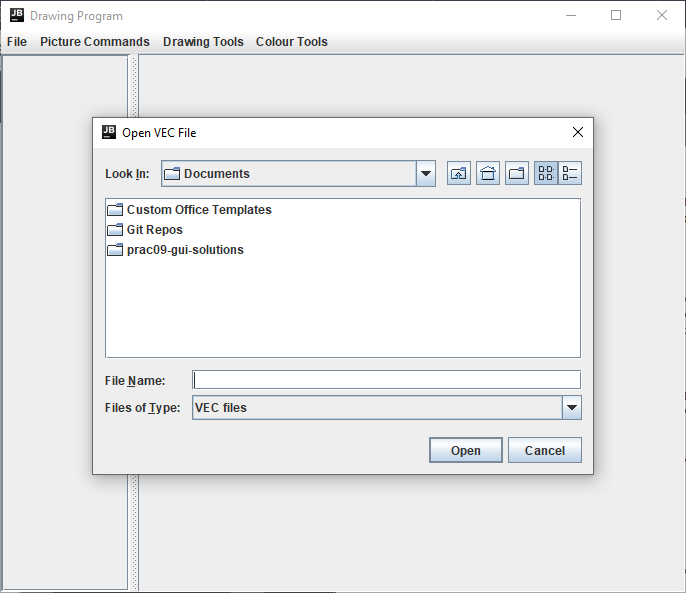 JB Drawing Program
File Picture Commands Drawing Tools Colour Tools
JB Open VEC File
Look In: Documents
Custom Office Templates
Git Repos
prac09-gui-solutions
File Name:
Files of Type: VEC files
Open Cancel